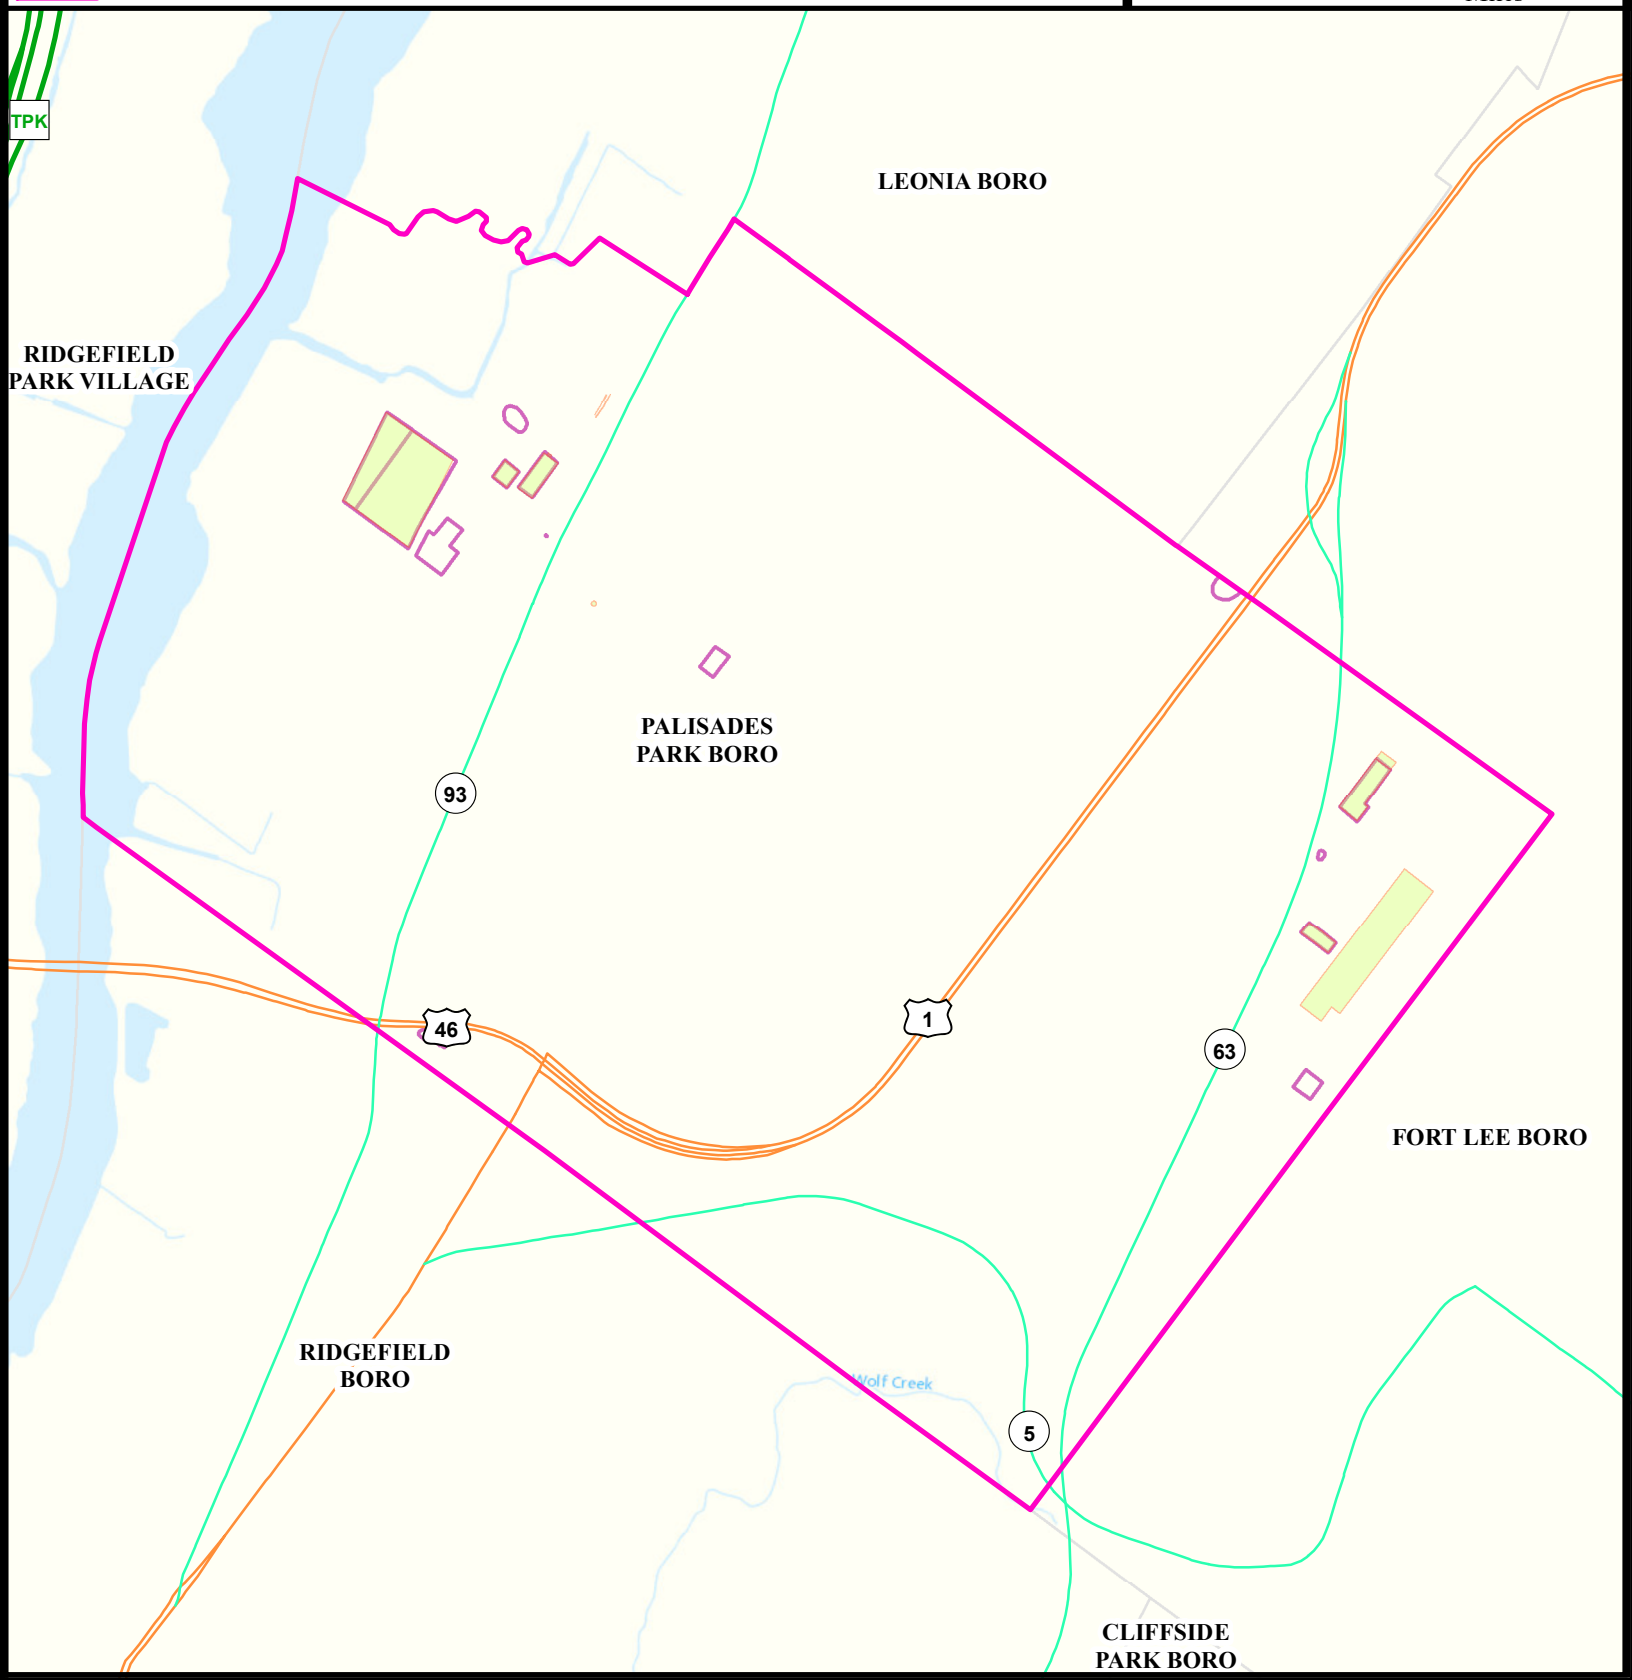 TPK
LEONIA BORO
RIDGEFIELD
PARK VILLAGE
PALISADES
PARK BORO
93
46
1
63
FORT LEE BORO
RIDGEFIELD
BORO
Wolf Creek
5
CLIFFSIDE
PARK BORO